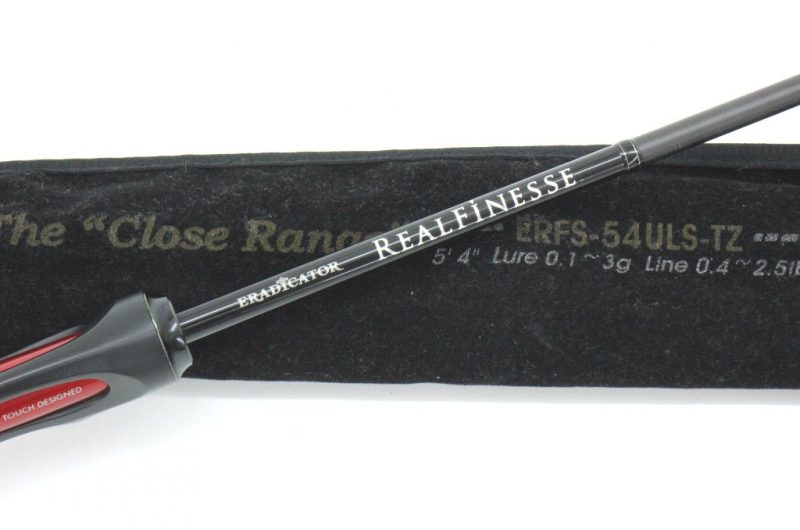 The "Close Range
ERFS-54ULS-TZ
5'4" Lure 0.1~3g Line 0.4~2.5lb
ERADICATOR REALFINESSE
TOUCH DESIGNED